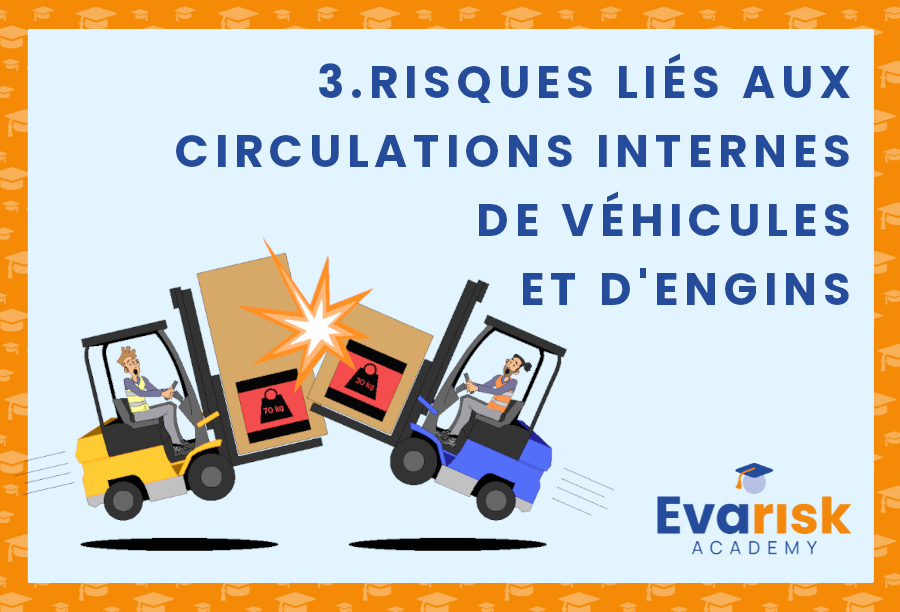 3.RISQUES LIÉS AUX
CIRCULATIONS INTERNES
DE VÉHICULES
ET D'ENGINS
70 kg
30 kg
Evarisk
ACADEMY